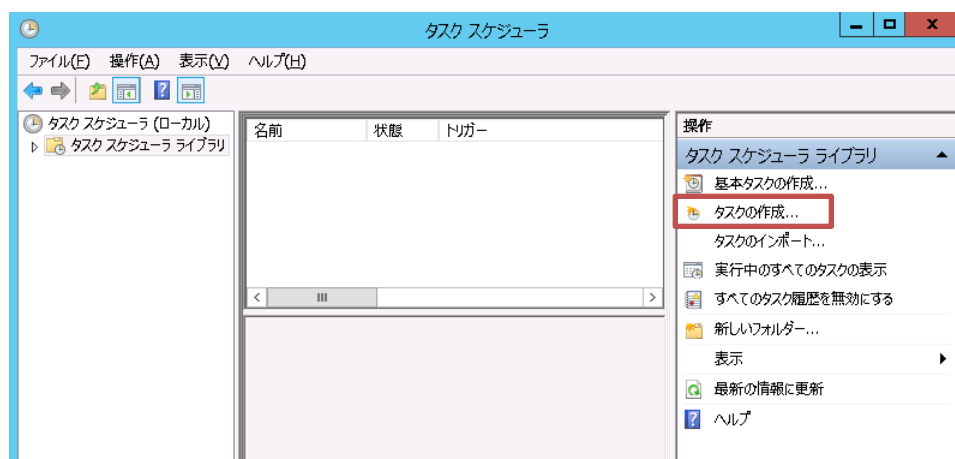 タスク スケジューラ
ファイル(F) 操作(A) 表示(V) ヘルプ(H)
タスク スケジューラ (ローカル)
タスク スケジューラ ライブラリ
名前 状態 トリガー
操作
タスク スケジューラ ライブラリ
基本タスクの作成...
タスクの作成...
タスクのインポート...
実行中のすべてのタスクの表示
すべてのタスク履歴を無効にする
新しいフォルダー...
表示
最新の情報に更新
ヘルプ